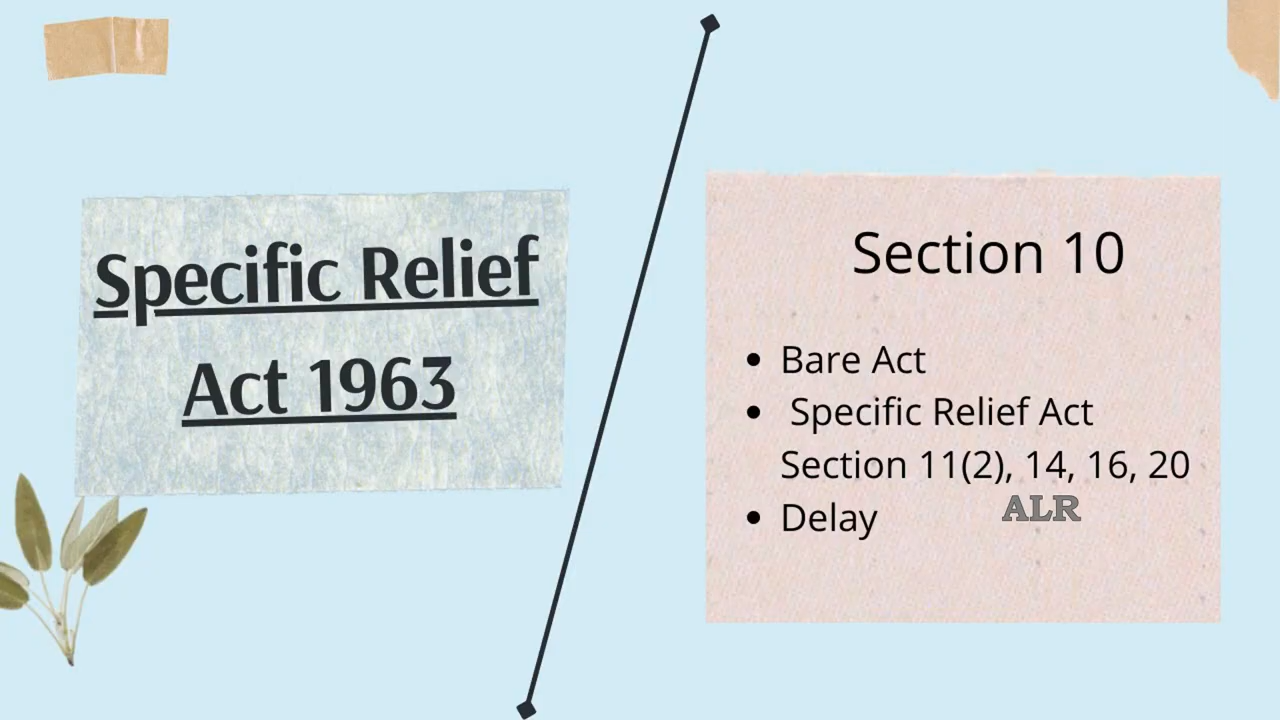 Specific Relief
Act 1963
Section 10
• Bare Act
• Specific Relief Act
Section 11(2), 14, 16, 20
• Delay
ALR